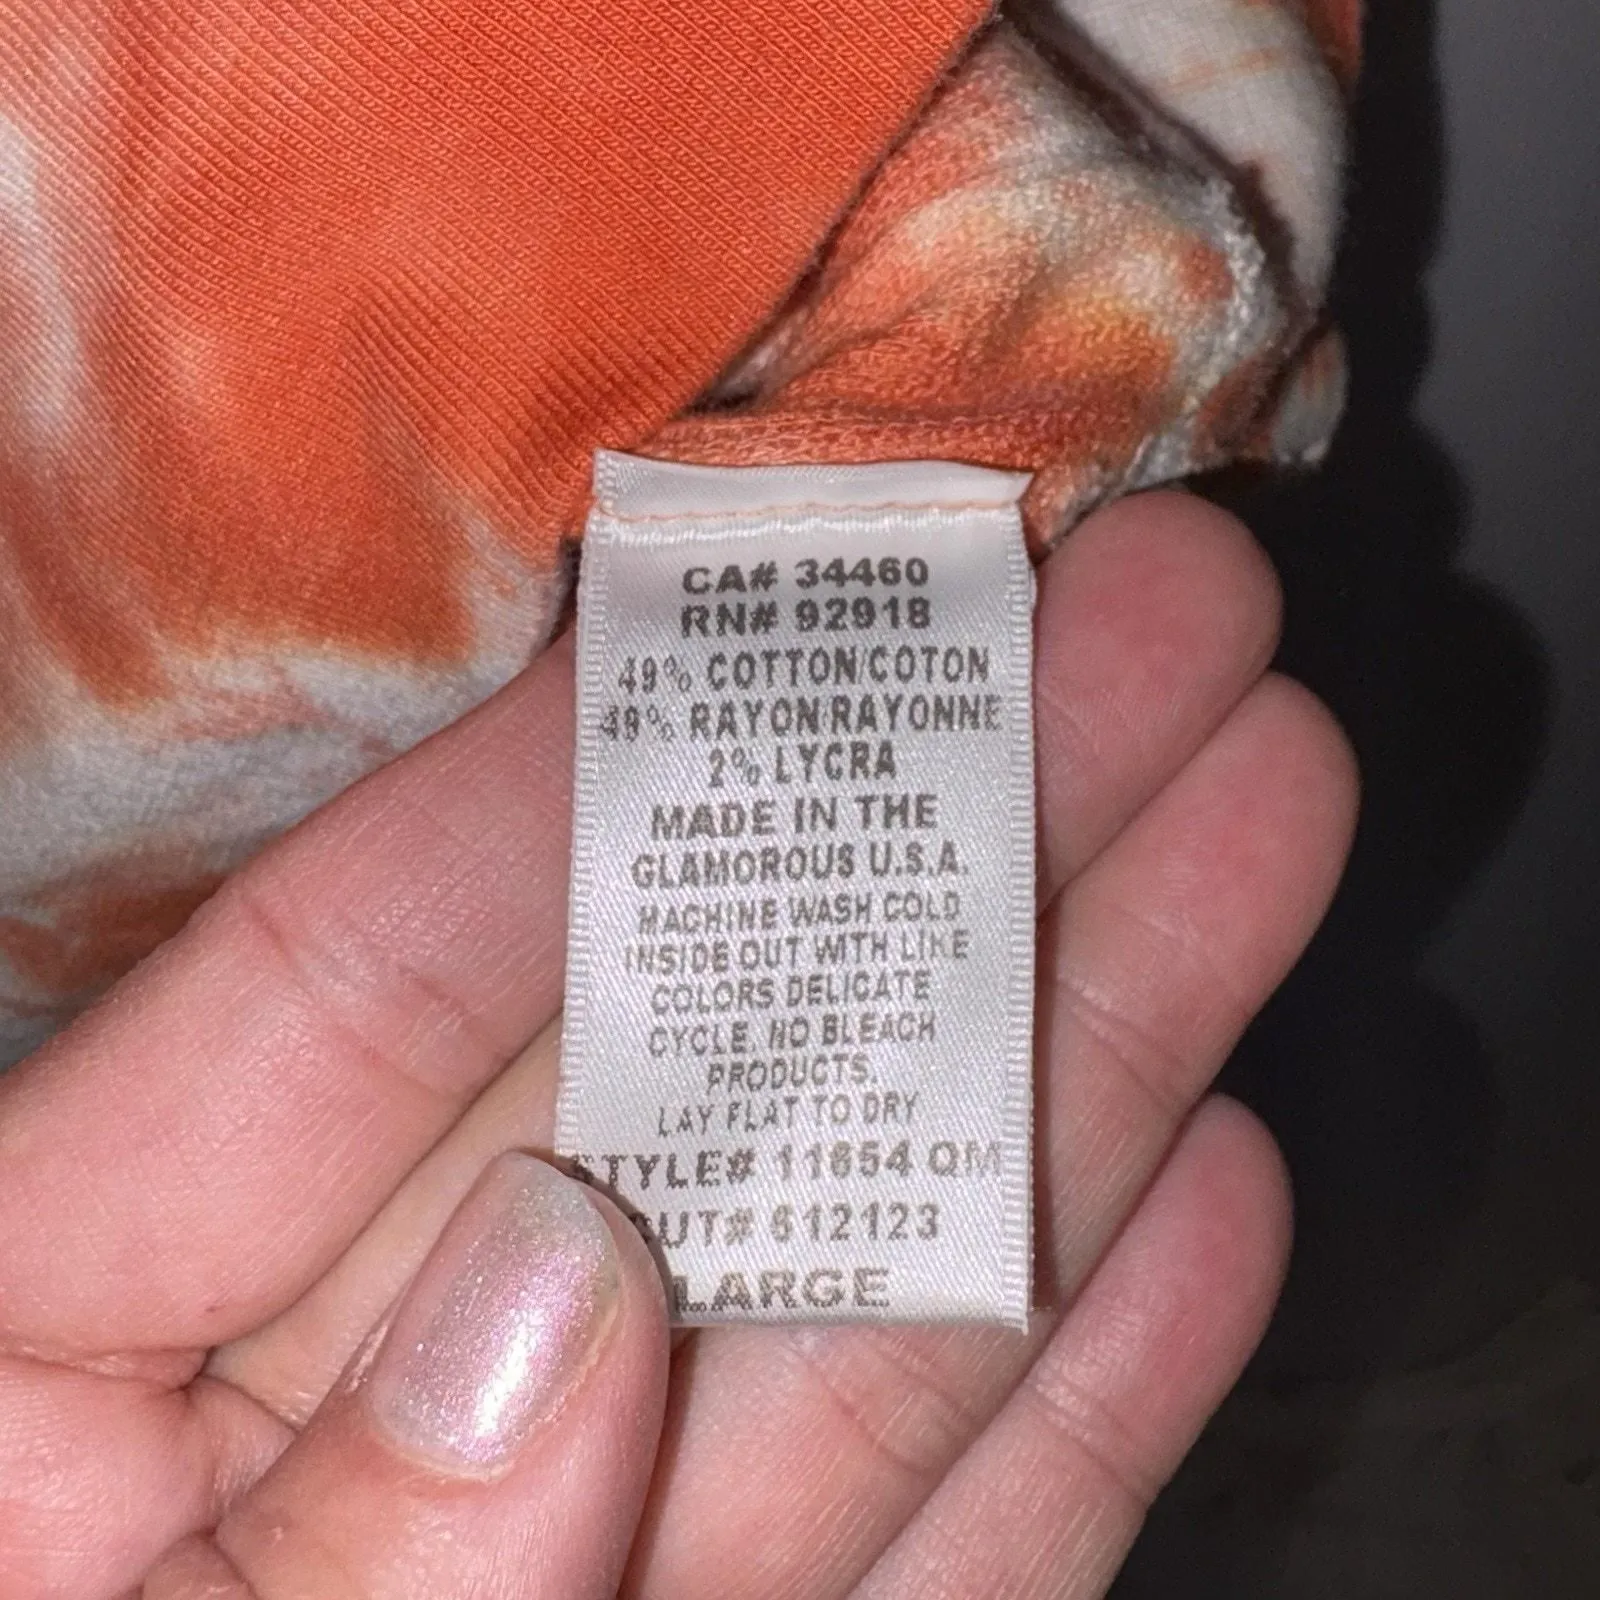 CA# 34460
RN# 92918
49% COTTON/COTON
49% RAYON/RAYONNE
2% LYCRA
MADE IN THE
GLAMOROUS U.S.A.
MACHINE WASH COLD
INSIDE OUT WITH LIKE
COLORS DELICATE
CYCLE. NO BLEACH
PRODUCTS.
LAY FLAT TO DRY
STYLE# 11654 QM
CUT# 612123
LARGE